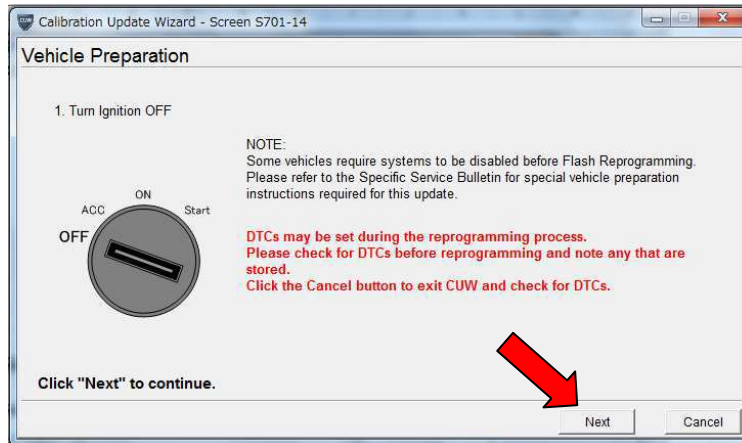 Calibration Update Wizard - Screen S701-14
Vehicle Preparation
1. Turn Ignition OFF
NOTE:
Some vehicles require systems to be disabled before Flash Reprogramming.
Please refer to the Specific Service Bulletin for special vehicle preparation
instructions required for this update.
ON
ACC
Start
OFF
DTCs may be set during the reprogramming process.
Please check for DTCs before reprogramming and note any that are
stored.
Click the Cancel button to exit CUW and check for DTCs.
Click "Next" to continue.
Next
Cancel